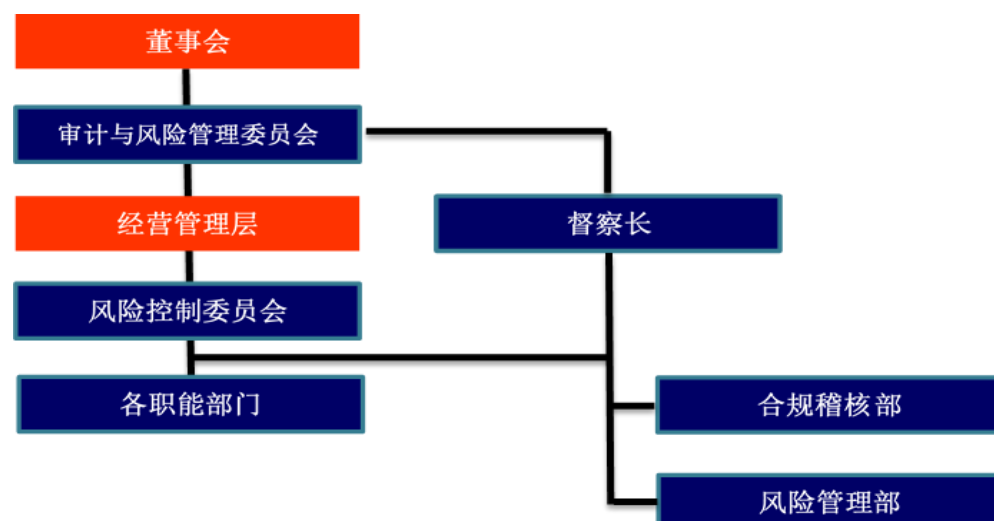 董事会
审计与风险管理委员会
经营管理层
督察长
风险控制委员会
各职能部门
合规稽核部
风险管理部